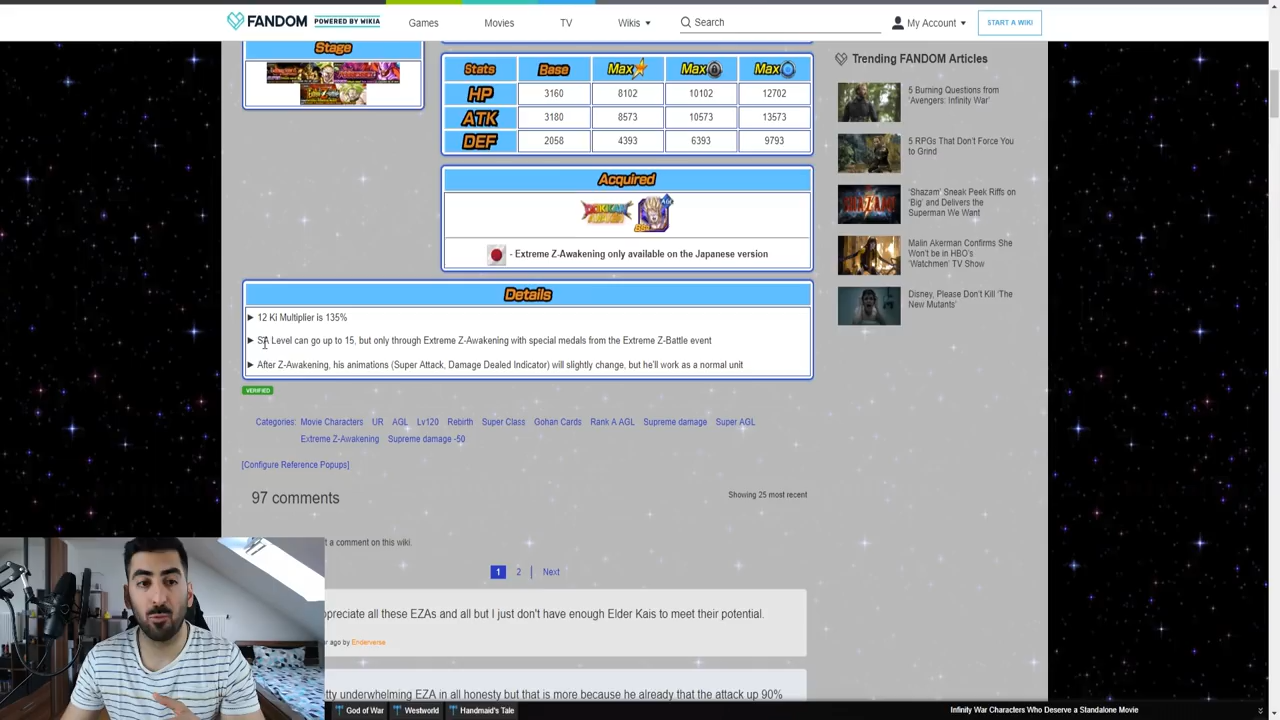 FANDOM POWERED BY WIKIA Games Movies TV Wikis Search My Account START A WIKI
Stage
Stats Base Max Max Max
HP 3160 8102 10102 12702
ATK 3180 8573 10573 13573
DEF 2058 4393 6393 9793
Acquired
- Extreme Z-Awakening only available on the Japanese version
Details
► 12 Ki Multiplier is 135%
► SA Level can go up to 15, but only through Extreme Z-Awakening with special medals from the Extreme Z-Battle event
► After Z-Awakening, his animations (Super Attack, Damage Dealed Indicator) will slightly change, but he'll work as a normal unit
VERIFIED
Categories: Movie Characters UR AGL Lv120 Rebirth Super Class Gohan Cards Rank A AGL Supreme damage Super AGL
Extreme Z-Awakening Supreme damage -50
[Configure Reference Popups]
97 comments
Showing 25 most recent
t a comment on this wiki.
1 2 | Next
preciate all these EZAs and all but I just don't have enough Elder Kais to meet their potential.
ar ago by Enderverse
tty underwhelming EZA in all honesty but that is more because he already that the attack up 90%
Trending FANDOM Articles
5 Burning Questions from
'Avengers: Infinity War'
5 RPGs That Don't Force You
to Grind
'Shazam' Sneak Peek Riffs on
'Big' and Delivers the
Superman We Want
Malin Akerman Confirms She
Won't be in HBO's
'Watchmen' TV Show
Disney, Please Don't Kill 'The
New Mutants'
God of War Westworld Handmaid's Tale
Infinity War Characters Who Deserve a Standalone Movie